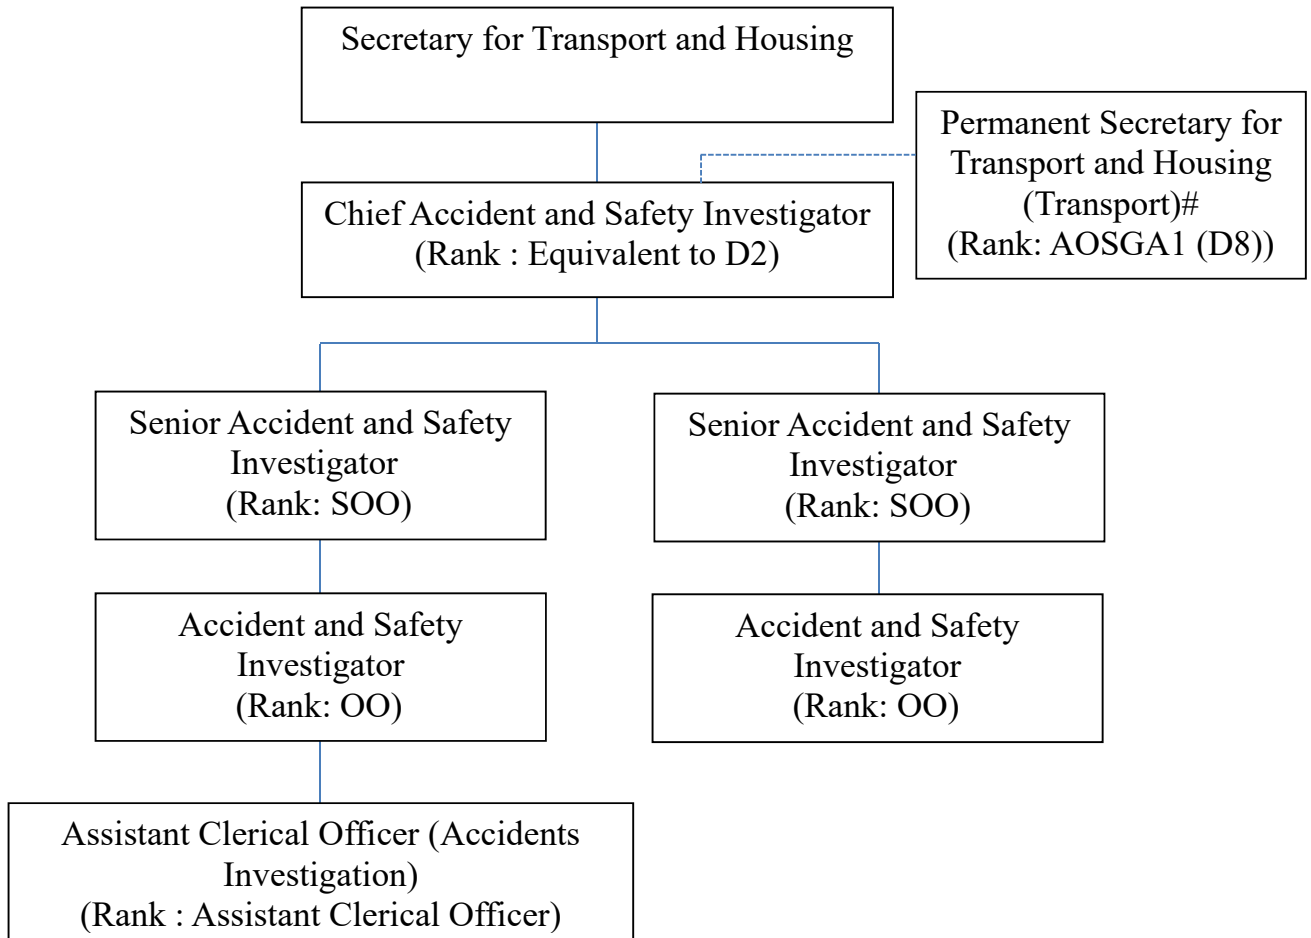 Secretary for Transport and Housing
Permanent Secretary for
Transport and Housing
(Transport)#
(Rank: AOSGA1 (D8))
Chief Accident and Safety Investigator
(Rank : Equivalent to D2)
Senior Accident and Safety
Investigator
(Rank: SOO)
Senior Accident and Safety
Investigator
(Rank: SOO)
Accident and Safety
Investigator
(Rank: OO)
Accident and Safety
Investigator
(Rank: OO)
Assistant Clerical Officer (Accidents
Investigation)
(Rank : Assistant Clerical Officer)